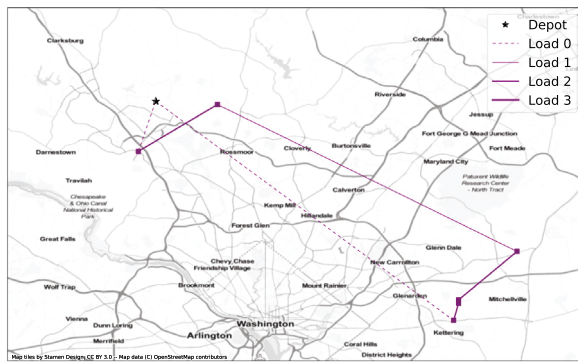 Clarksburg
Clarksville
Columbia
Depot
Load 0
Load 1
Load 2
Load 3
Riverside
Jessup
Fort George G Mead Junction
Fort Meade
Darnestown
Rossmoor
Cloverly
Burtonsville
Maryland City
Travilah
Calverton
Patuxent Wildlife
Research Center
- North Tract
Chesapeake
& Ohio Canal
National Historical
Park
Kemp Mill
Hillandale
Forest Glen
Great Falls
Glenn Dale
Chevy Chase
Friendship Village
New Carrollton
Wolf Trap
Brookmont
Mount Rainier
Glenarden
Mitchellville
Vienna
Dunn Loring
Washington
Kettering
Merrifield
Arlington
Coral Hills
District Heights
Map tiles by Stamen Design, CC BY 3.0 -- Map data (C) OpenStreetMap contributors